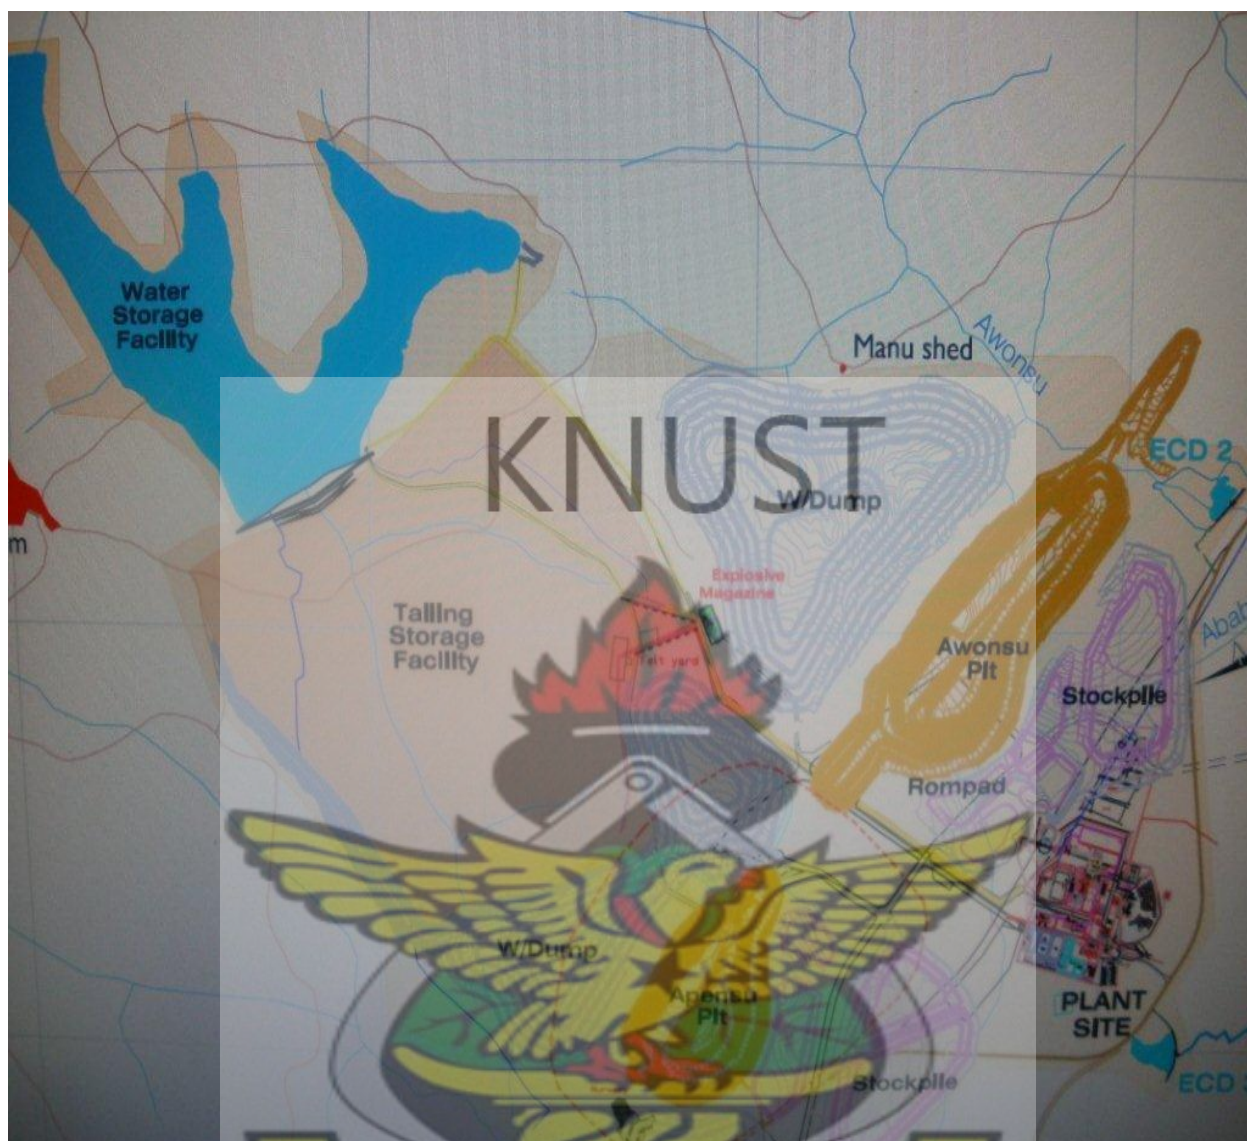 Water
Storage
Facility
Manu shed
Awonsu
KNUST
W/Dump
ECD 2
m
Explosive
Magazine
Tailing
Storage
Facility
Awonsu
Pit
Stockpile
Rompad
W/Dump
Apensu
Pit
PLANT
SITE
Stockpile
ECD